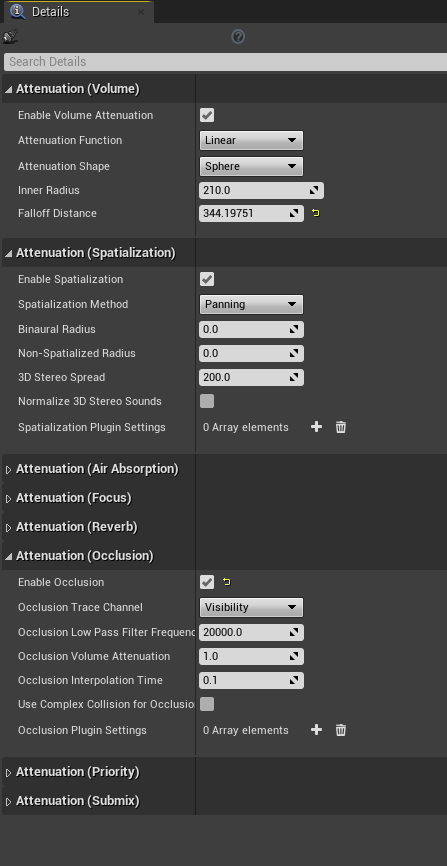 Details
Search Details
Attenuation (Volume)
Enable Volume Attenuation
Attenuation Function Linear
Attenuation Shape Sphere
Inner Radius 210.0
Falloff Distance 344.19751
Attenuation (Spatialization)
Enable Spatialization
Spatialization Method Panning
Binaural Radius 0.0
Non-Spatialized Radius 0.0
3D Stereo Spread 200.0
Normalize 3D Stereo Sounds
Spatialization Plugin Settings 0 Array elements
Attenuation (Air Absorption)
Attenuation (Focus)
Attenuation (Reverb)
Attenuation (Occlusion)
Enable Occlusion
Occlusion Trace Channel Visibility
Occlusion Low Pass Filter Frequenc 20000.0
Occlusion Volume Attenuation 1.0
Occlusion Interpolation Time 0.1
Use Complex Collision for Occlusio
Occlusion Plugin Settings 0 Array elements
Attenuation (Priority)
Attenuation (Submix)